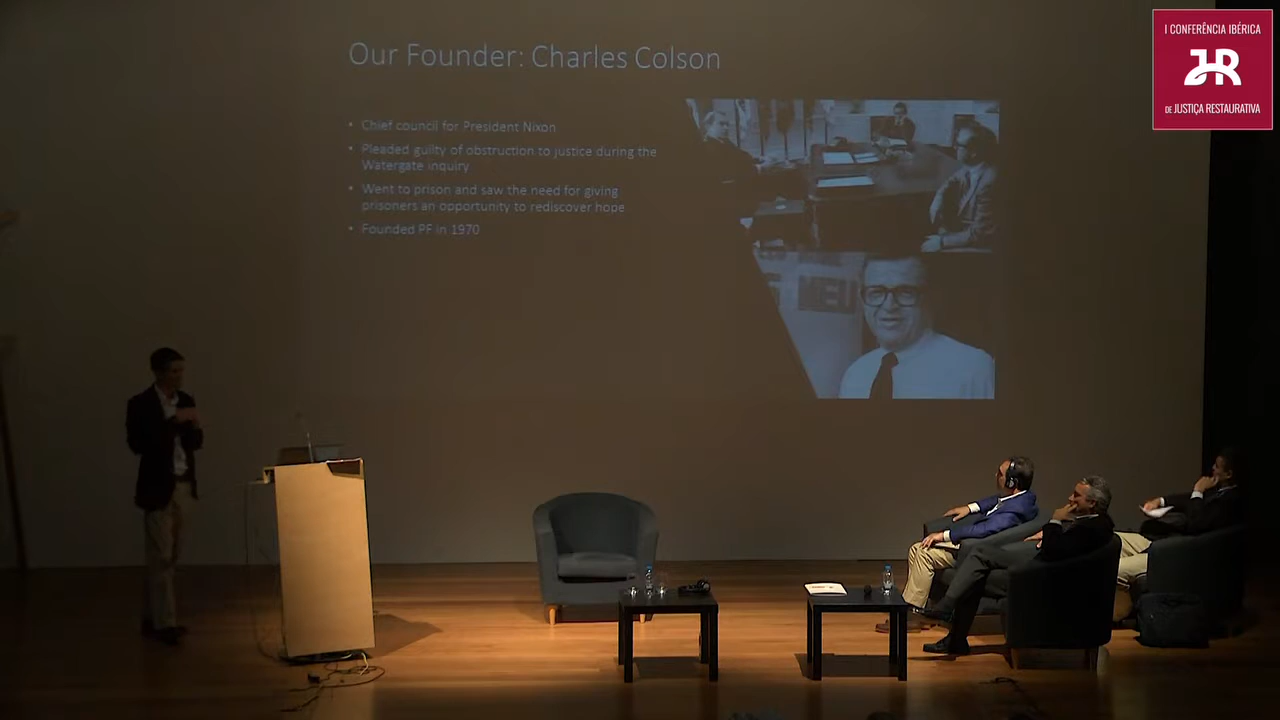 Our Founder: Charles Colson
• Chief council for President Nixon
• Pleaded guilty of obstruction to justice during the
Watergate inquiry
• Went to prison and saw the need for giving
prisoners an opportunity to rediscover hope
• Founded PF in 1970
I CONFERÊNCIA IBÉRICA
JR
DE JUSTIÇA RESTAURATIVA